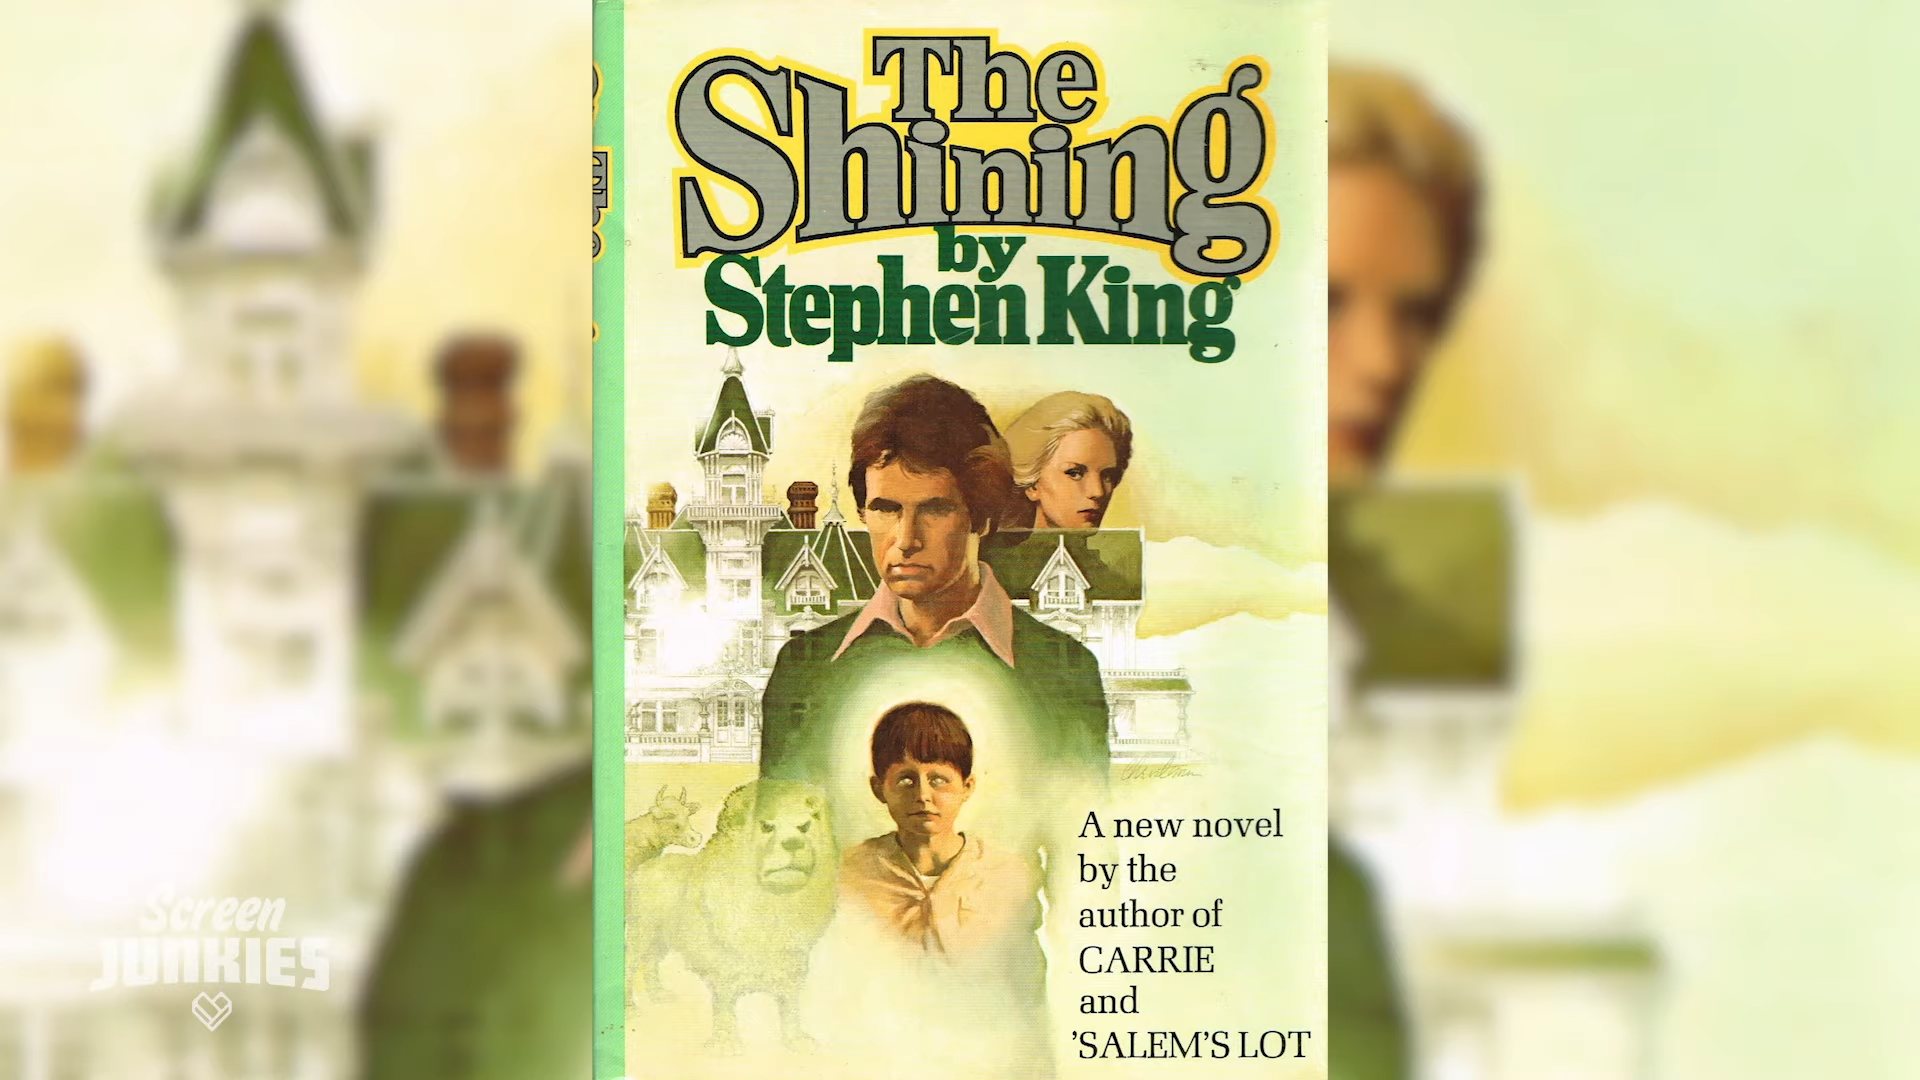 The
Shining
by
Stephen King
A new novel
by the
author of
CARRIE
and
'SALEM'S LOT
Screen
JUNKIES